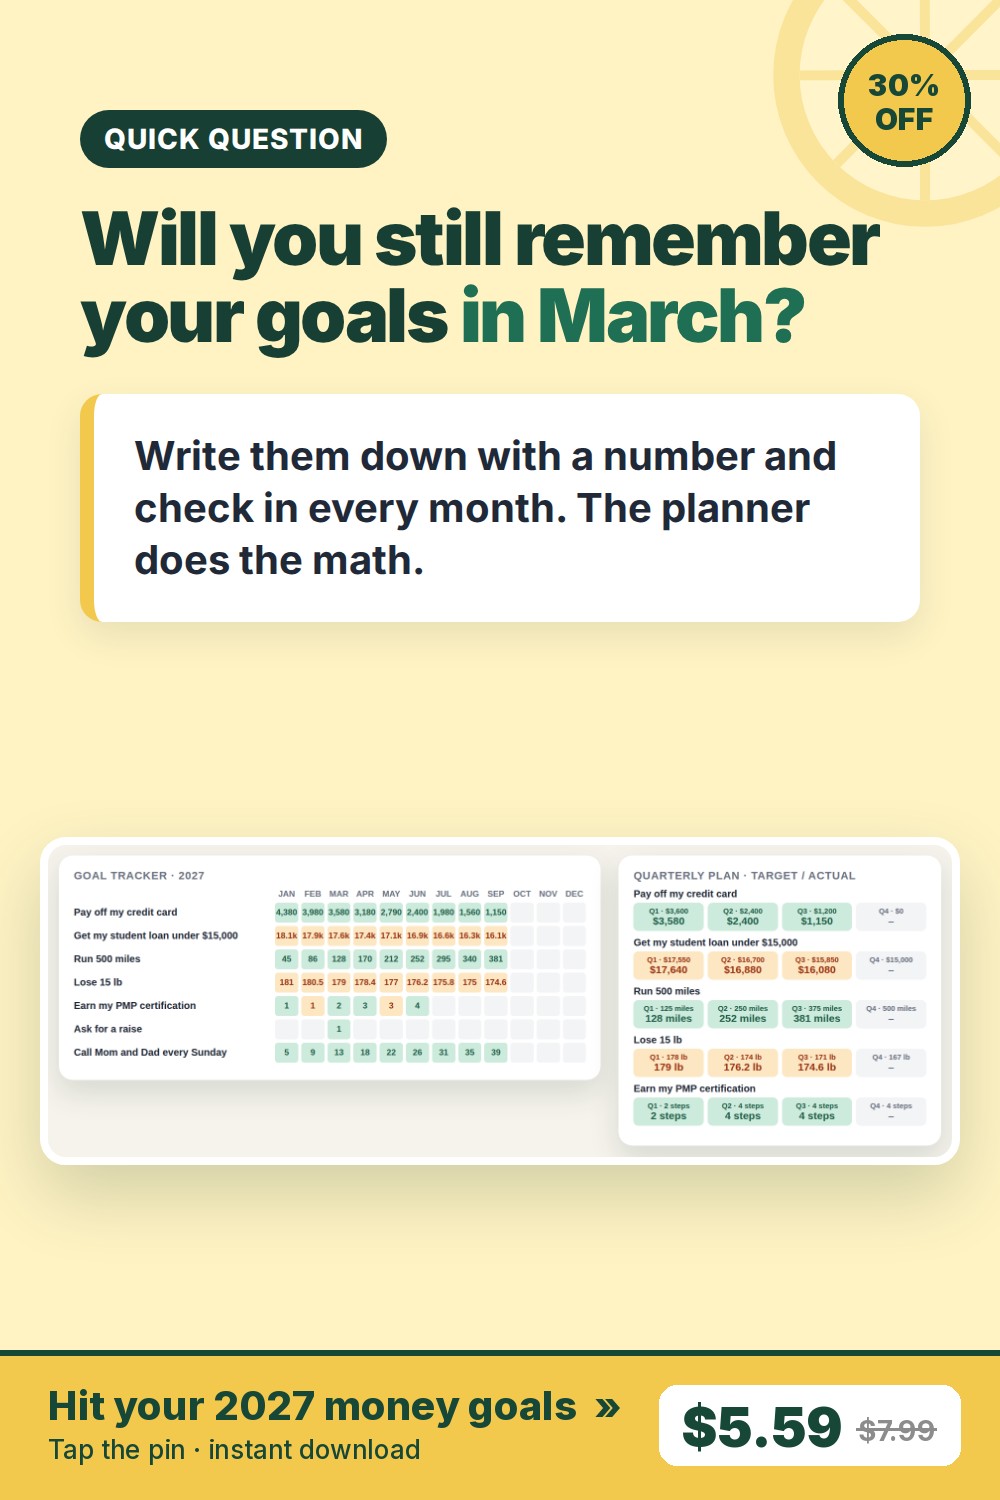 30%
OFF
QUICK QUESTION
Will you still remember
your goals in March?
Write them down with a number and
check in every month. The planner
does the math.
GOAL TRACKER · 2027
JAN FEB MAR APR MAY JUN JUL AUG SEP OCT NOV DEC
Pay off my credit card 4,380 3,980 3,580 3,180 2,790 2,400 1,980 1,560 1,150
Get my student loan under $15,000 18.1k 17.9k 17.6k 17.4k 17.1k 16.9k 16.6k 16.3k 16.1k
Run 500 miles 45 86 128 170 212 252 295 340 381
Lose 15 lb 181 180.5 179 178.4 177 176.2 175.8 175 174.6
Earn my PMP certification 1 1 2 3 3 4
Ask for a raise 1
Call Mom and Dad every Sunday 5 9 13 18 22 26 31 35 39
QUARTERLY PLAN · TARGET / ACTUAL
Pay off my credit card
Q1 · $3,600 Q2 · $2,400 Q3 · $1,200 Q4 · $0
$3,580 $2,400 $1,150 –
Get my student loan under $15,000
Q1 · $17,550 Q2 · $16,700 Q3 · $15,850 Q4 · $15,000
$17,640 $16,880 $16,080 –
Run 500 miles
Q1 · 125 miles Q2 · 250 miles Q3 · 375 miles Q4 · 500 miles
128 miles 252 miles 381 miles –
Lose 15 lb
Q1 · 178 lb Q2 · 174 lb Q3 · 171 lb Q4 · 167 lb
179 lb 176.2 lb 174.6 lb –
Earn my PMP certification
Q1 · 2 steps Q2 · 4 steps Q3 · 4 steps Q4 · 4 steps
2 steps 4 steps 4 steps –
Hit your 2027 money goals »
Tap the pin · instant download
$5.59 $7.99